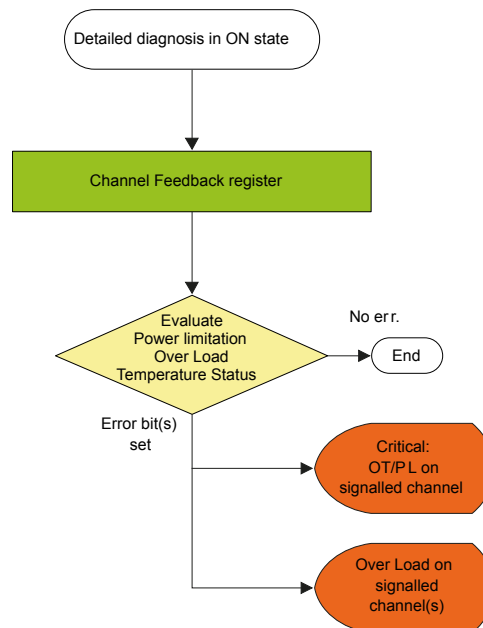 Detailed diagnosis in ON state
Channel Feedback register
Evaluate
Power limitation
Over Load
Temperature Status
No err.
End
Error bit(s)
set
Critical:
OT/PL on
signalled channel
Over Load on
signalled
channel(s)